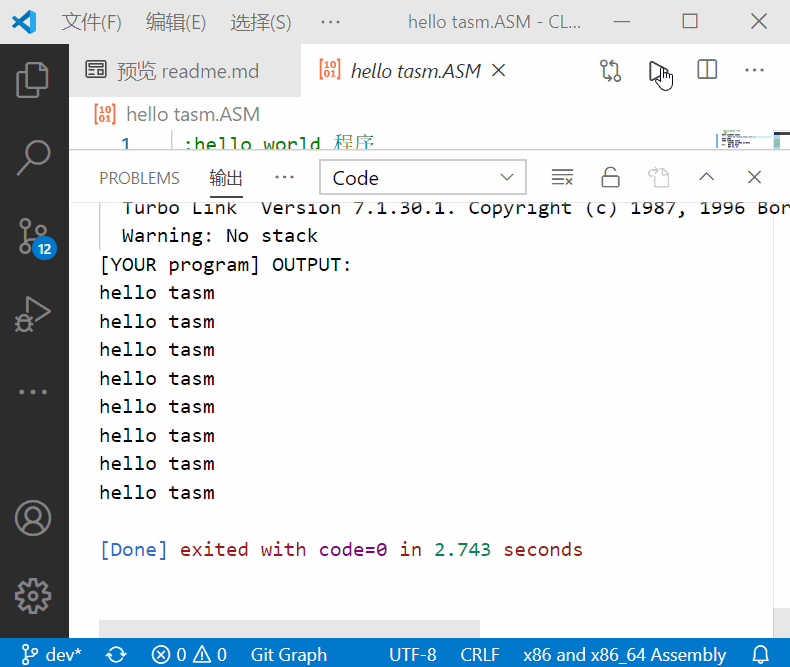 文件(F) 编辑(E) 选择(S) ··· hello tasm.ASM - CL...
预览 readme.md hello tasm.ASM
hello tasm.ASM
1 ;hello world 程序
PROBLEMS 输出 ··· Code
Turbo Link Version 7.1.30.1. Copyright (c) 1987, 1996 Bor
Warning: No stack
[YOUR program] OUTPUT:
hello tasm
hello tasm
hello tasm
hello tasm
hello tasm
hello tasm
hello tasm
hello tasm
[Done] exited with code=0 in 2.743 seconds
12
dev* 0 0 Git Graph UTF-8 CRLF x86 and x86_64 Assembly